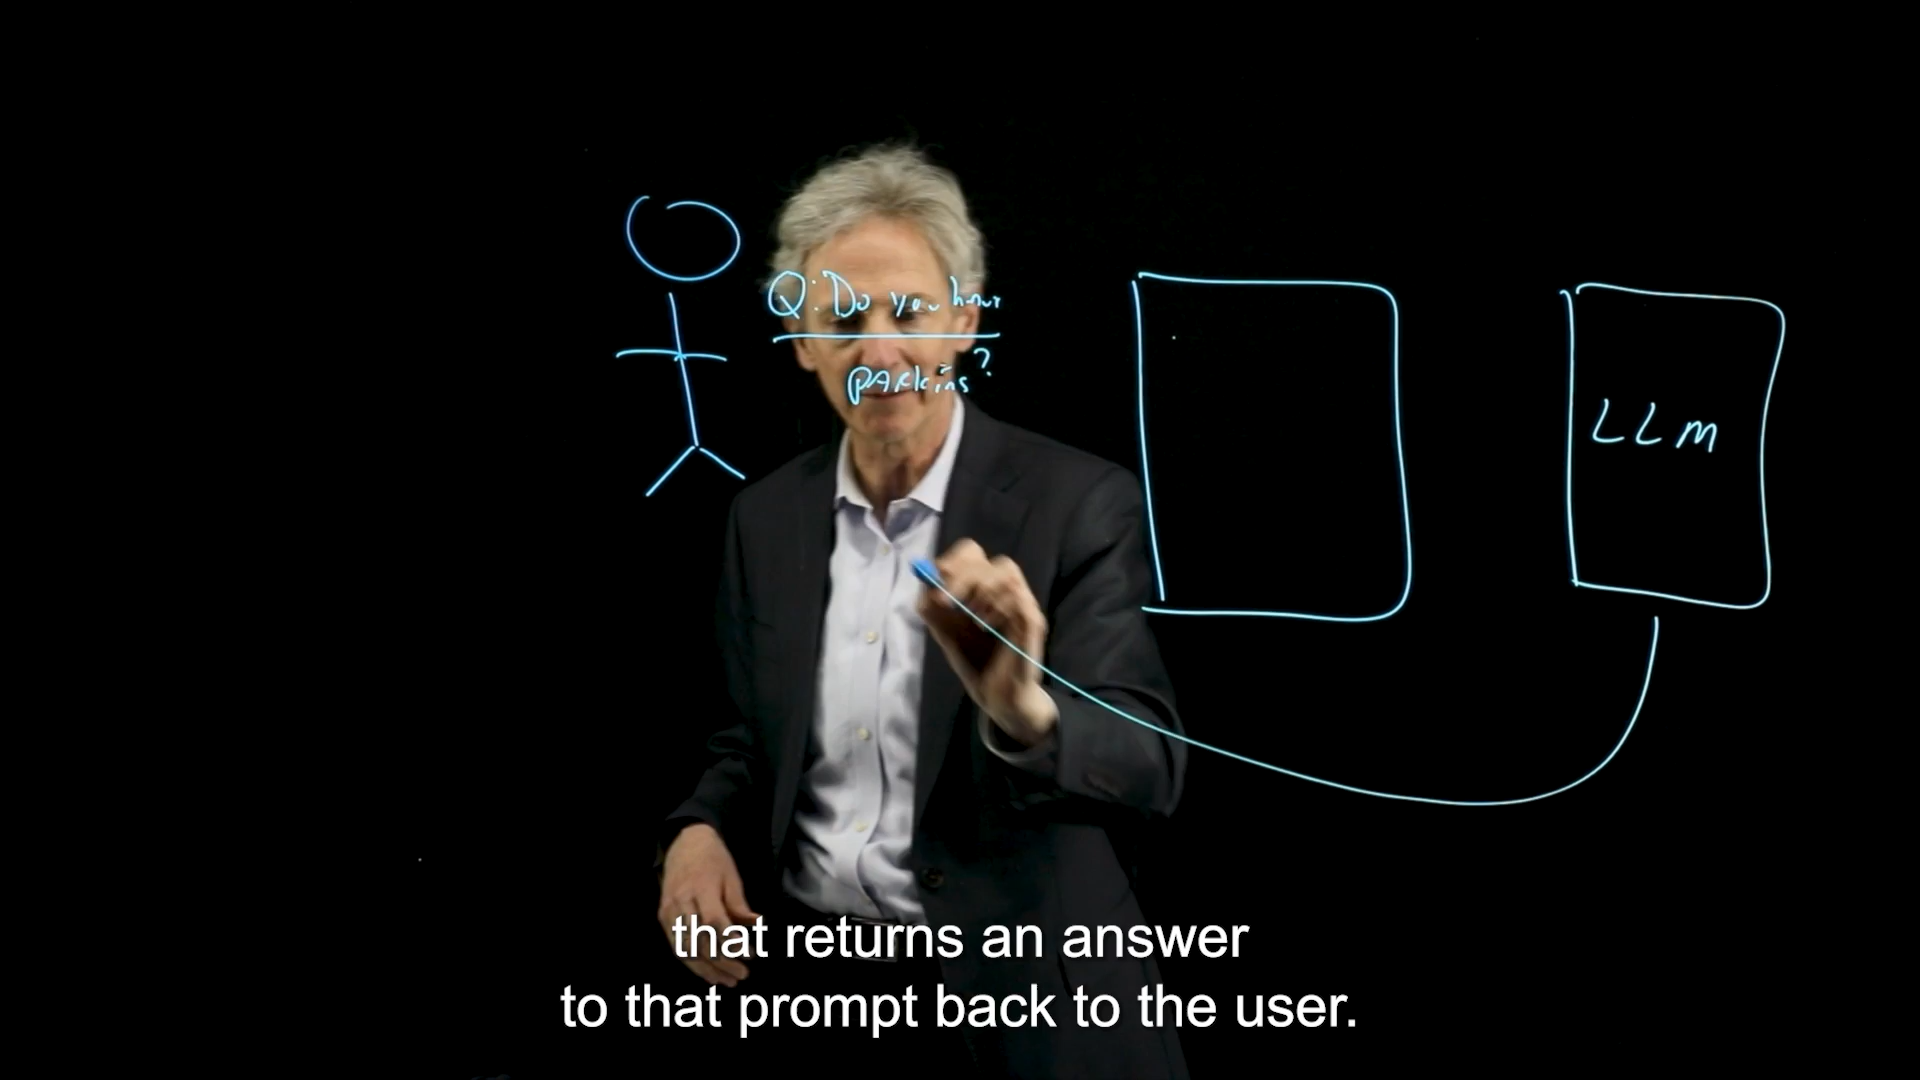 Q: Do you have
parking?
LLM
that returns an answer
to that prompt back to the user.